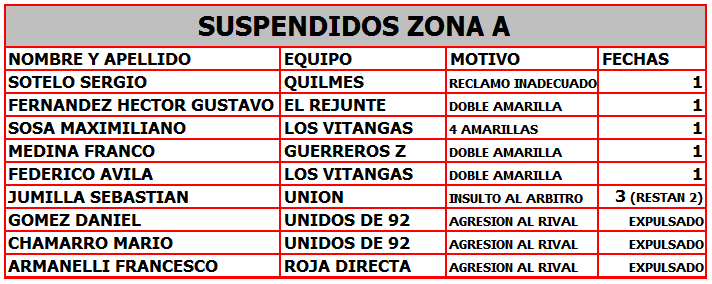 SUSPENDIDOS ZONA A
NOMBRE Y APELLIDO EQUIPO MOTIVO FECHAS
SOTELO SERGIO QUILMES RECLAMO INADECUADO 1
FERNANDEZ HECTOR GUSTAVO EL REJUNTE DOBLE AMARILLA 1
SOSA MAXIMILIANO LOS VITANGAS 4 AMARILLAS 1
MEDINA FRANCO GUERREROS Z DOBLE AMARILLA 1
FEDERICO AVILA LOS VITANGAS DOBLE AMARILLA 1
JUMILLA SEBASTIAN UNION INSULTO AL ARBITRO 3 (RESTAN 2)
GOMEZ DANIEL UNIDOS DE 92 AGRESION AL RIVAL EXPULSADO
CHAMARRO MARIO UNIDOS DE 92 AGRESION AL RIVAL EXPULSADO
ARMANELLI FRANCESCO ROJA DIRECTA AGRESION AL RIVAL EXPULSADO